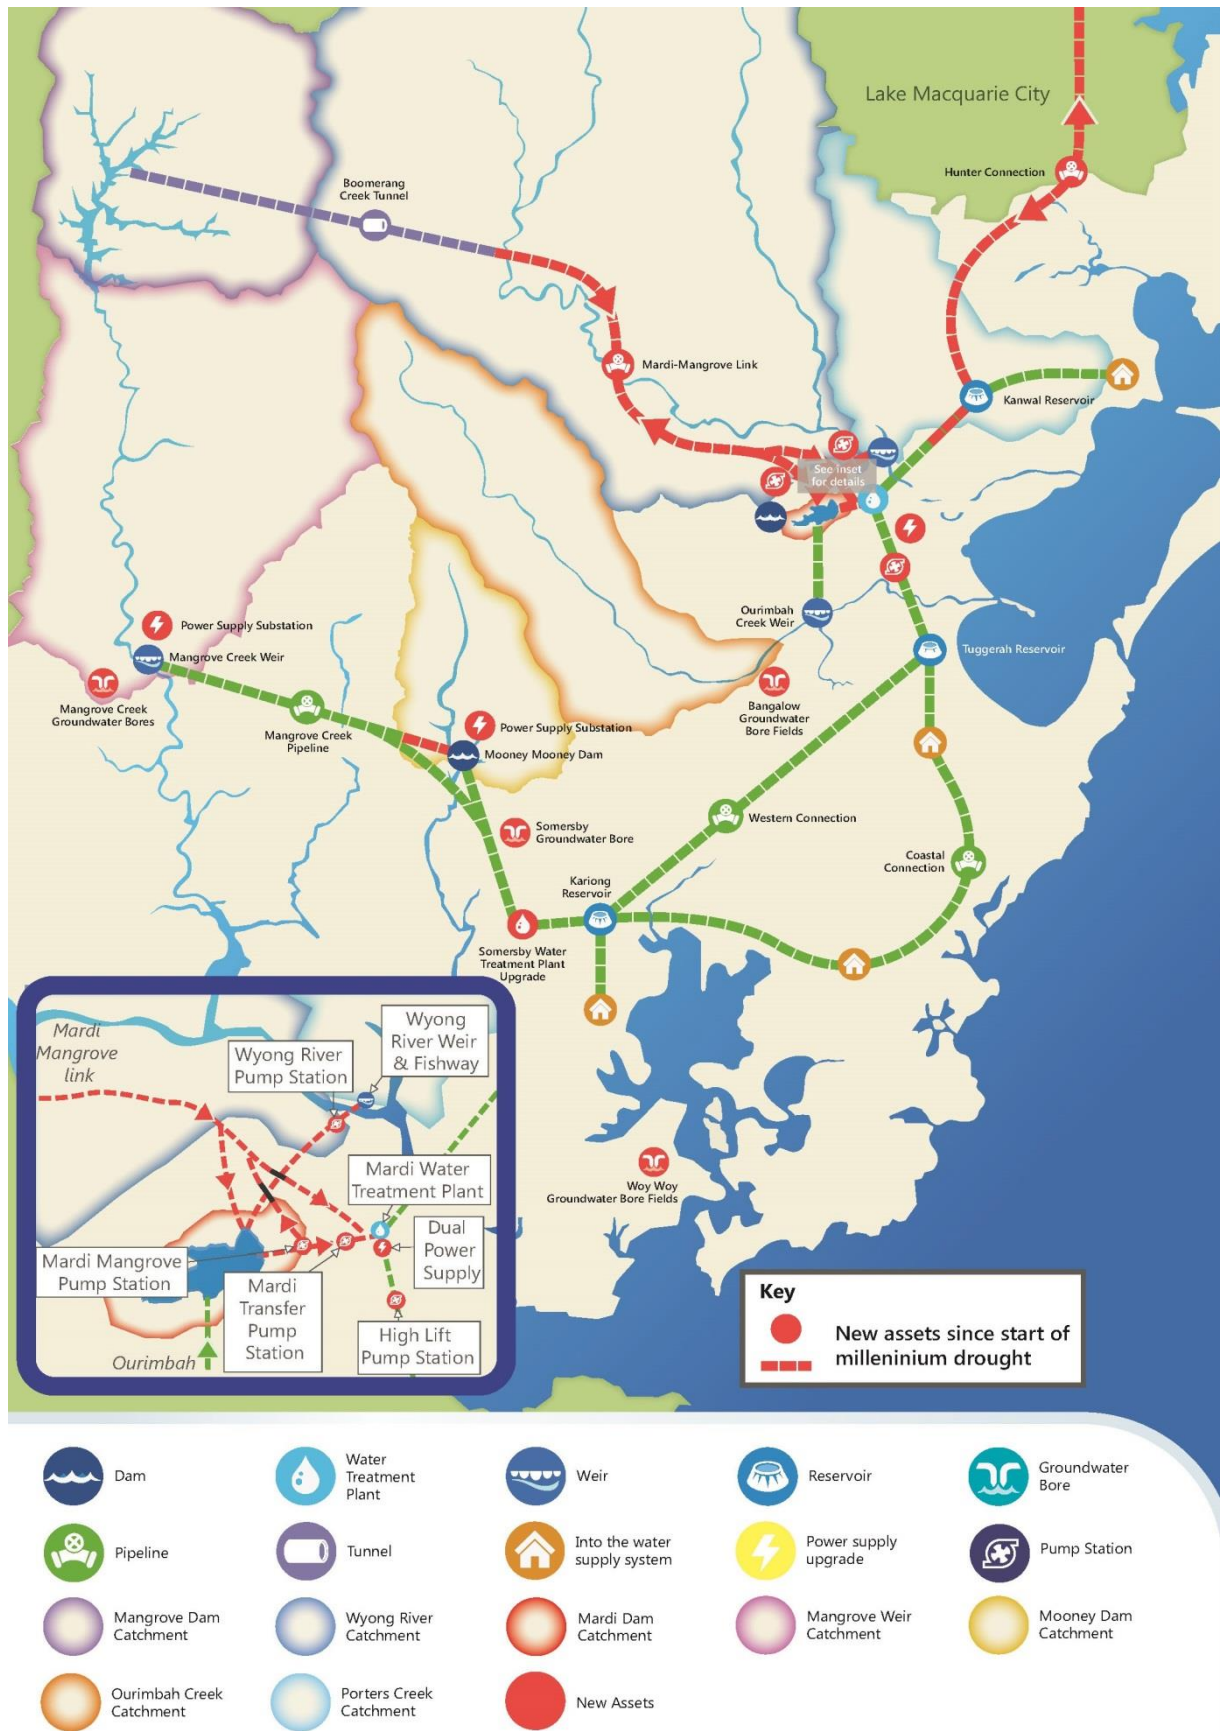 Lake Macquarie City
Hunter Connection
Boomerang
Creek Tunnel
Mardi-Mangrove Link
Kanwal Reservoir
See inset
for details
Ourimbah
Creek Weir
Tuggerah Reservoir
Power Supply Substation
Mangrove Creek Weir
Mangrove Creek
Groundwater Bores
Mangrove Creek
Pipeline
Power Supply Substation
Mooney Mooney Dam
Bangalow
Groundwater
Bore Fields
Somersby
Groundwater Bore
Western Connection
Coastal
Connection
Kariong
Reservoir
Somersby Water
Treatment Plant
Upgrade
Woy Woy
Groundwater Bore Fields
Mardi
Mangrove
link
Wyong River
Pump Station
Wyong
River Weir
& Fishway
Mardi Water
Treatment Plant
Dual
Power
Supply
Mardi Mangrove
Pump Station
Mardi
Transfer
Pump
Station
High Lift
Pump Station
Ourimbah
Key
New assets since start of
milleninium drought
Dam
Water
Treatment
Plant
Weir
Reservoir
Groundwater
Bore
Pipeline
Tunnel
Into the water
supply system
Power supply
upgrade
Pump Station
Mangrove Dam
Catchment
Wyong River
Catchment
Mardi Dam
Catchment
Mangrove Weir
Catchment
Mooney Dam
Catchment
Ourimbah Creek
Catchment
Porters Creek
Catchment
New Assets